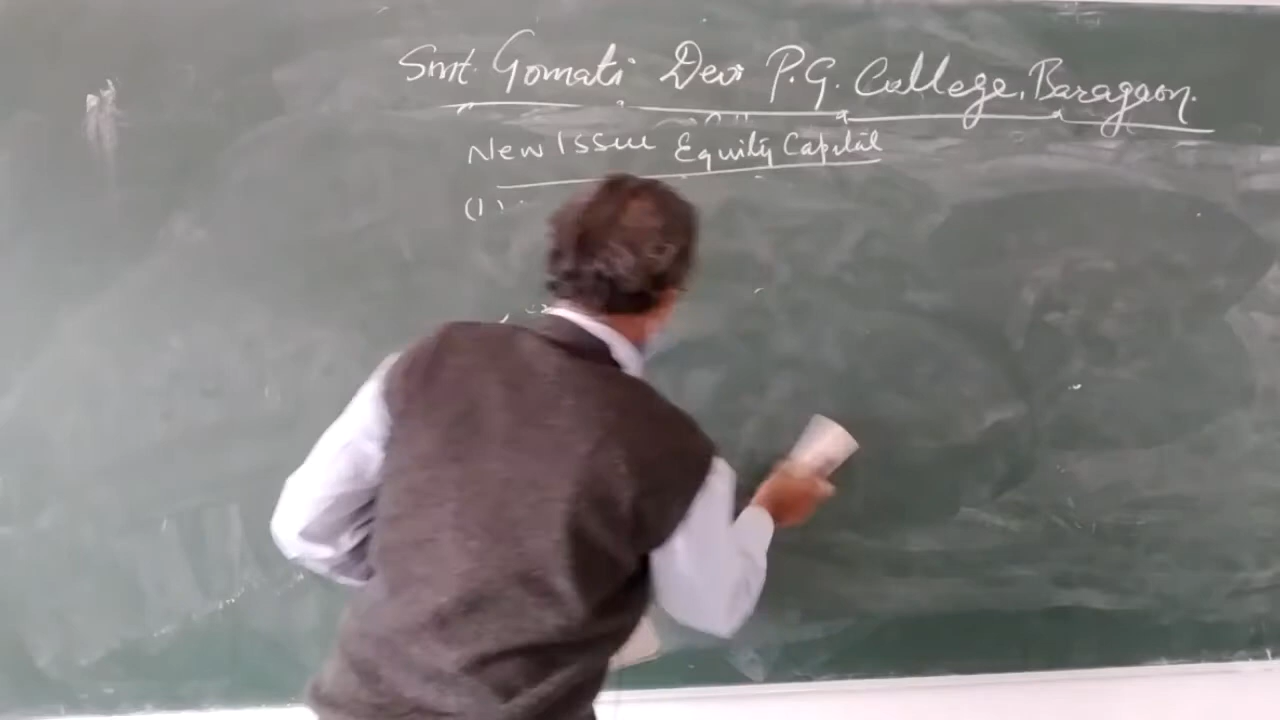 Smt. Gomati Devi P.G. College, Baragaon.
New Issue Equity Capital
(1)